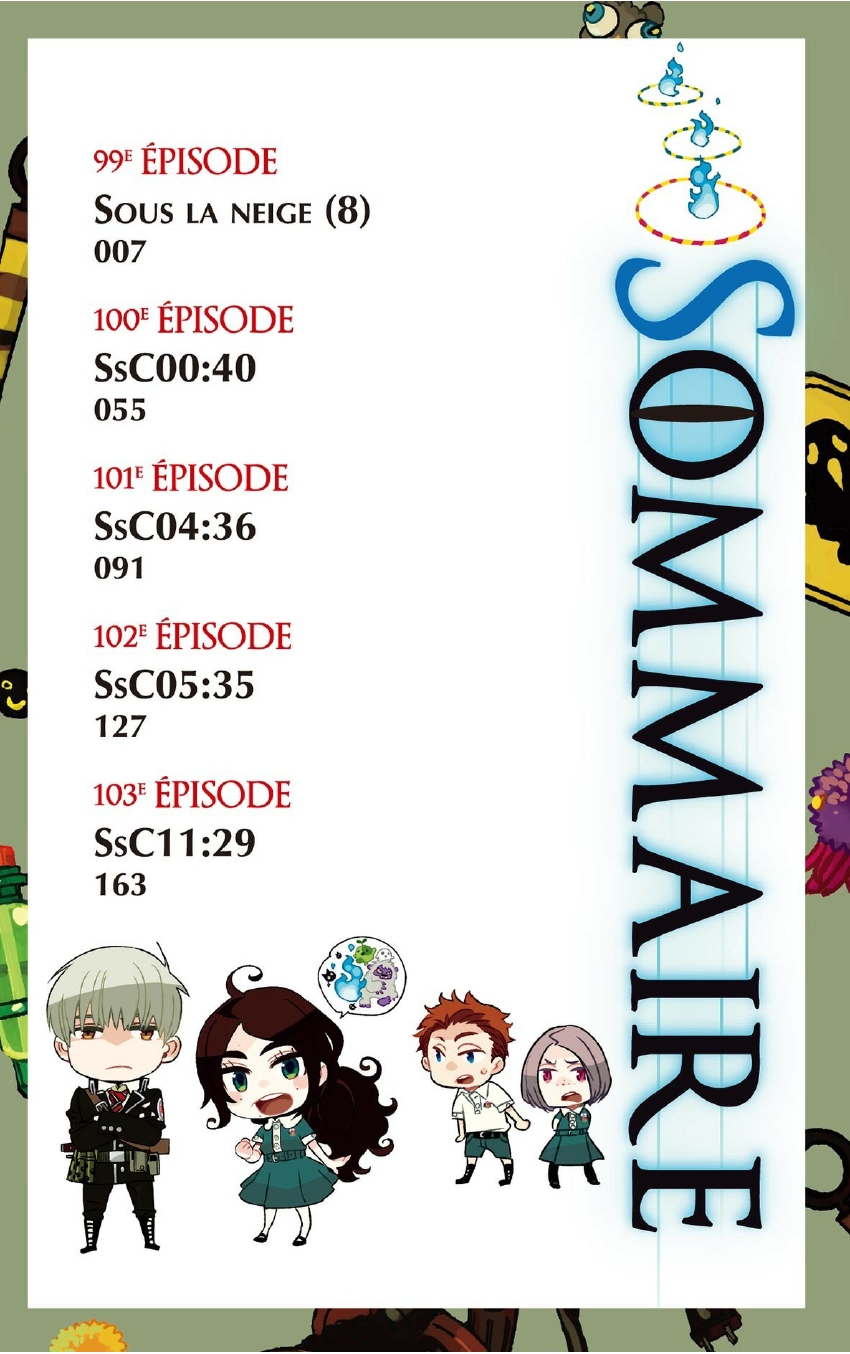 99E ÉPISODE
SOUS LA NEIGE (8)
007
100E ÉPISODE
SsC00:40
055
101E ÉPISODE
SsC04:36
091
102E ÉPISODE
SsC05:35
127
103E ÉPISODE
SsC11:29
163
SOMMAIRE